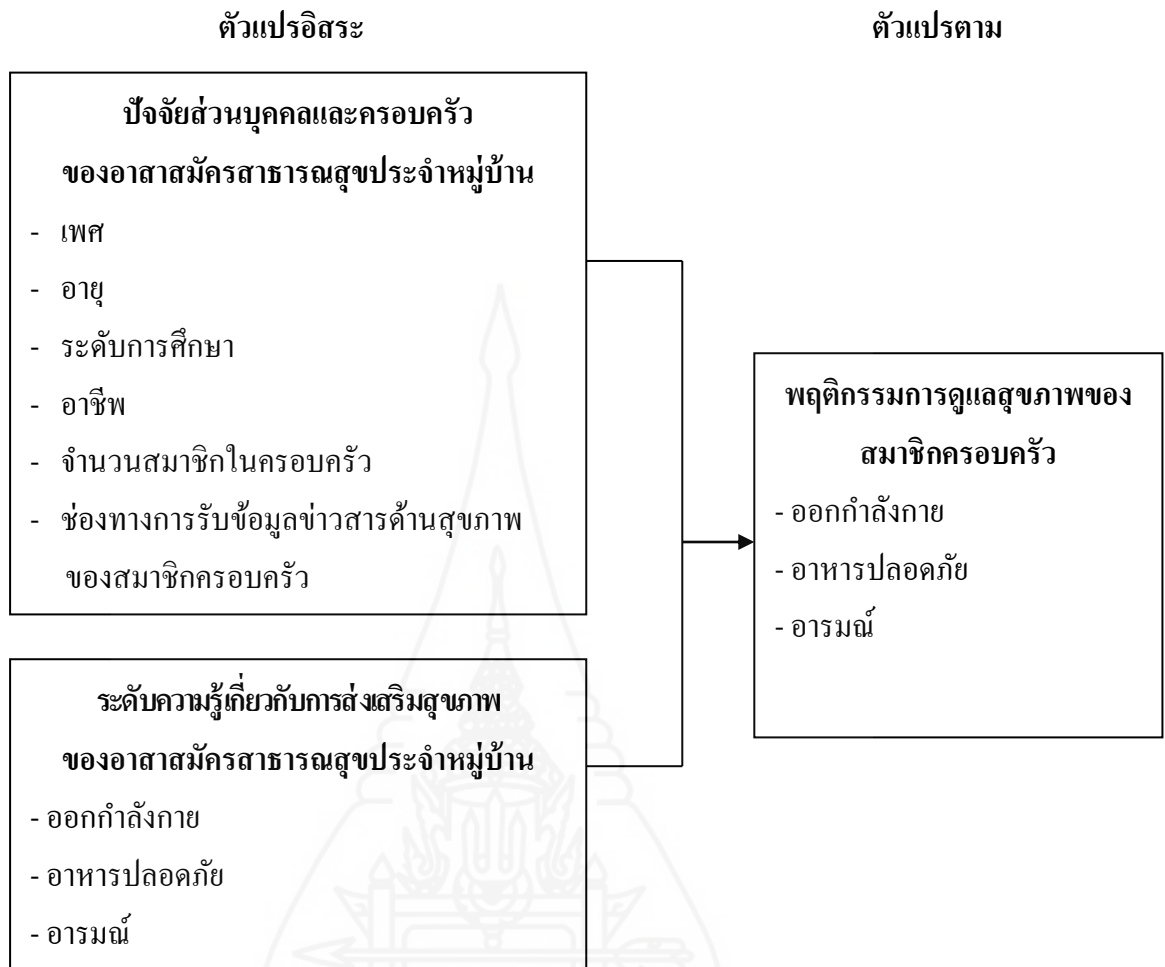 ตัวแปรอิสระ
ตัวแปรตาม
ปัจจัยส่วนบุคคลและครอบครัว
ของอาสาสมัครสาธารณสุขประจำหมู่บ้าน
- เพศ
- อายุ
- ระดับการศึกษา
- อาชีพ
- จำนวนสมาชิกในครอบครัว
- ช่องทางการรับข้อมูลข่าวสารด้านสุขภาพ
ของสมาชิกครอบครัว
ระดับความรู้เกี่ยวกับการส่งเสริมสุขภาพ
ของอาสาสมัครสาธารณสุขประจำหมู่บ้าน
- ออกกำลังกาย
- อาหารปลอดภัย
- อารมณ์
พฤติกรรมการดูแลสุขภาพของ
สมาชิกครอบครัว
- ออกกำลังกาย
- อาหารปลอดภัย
- อารมณ์